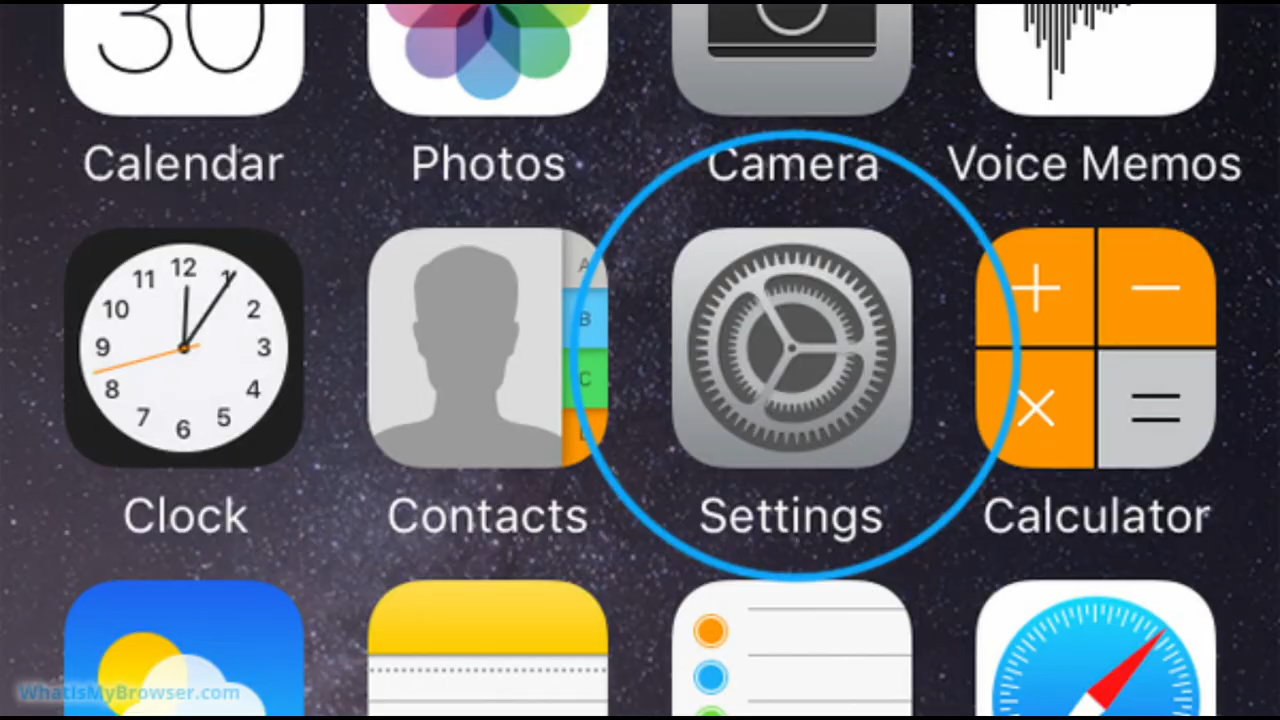 30
Calendar
Photos
Camera
Voice Memos
12
11
1
10
2
9
3
8
4
7
5
6
A
B
C
Clock
Contacts
Settings
Calculator
WhatIsMyBrowser.com